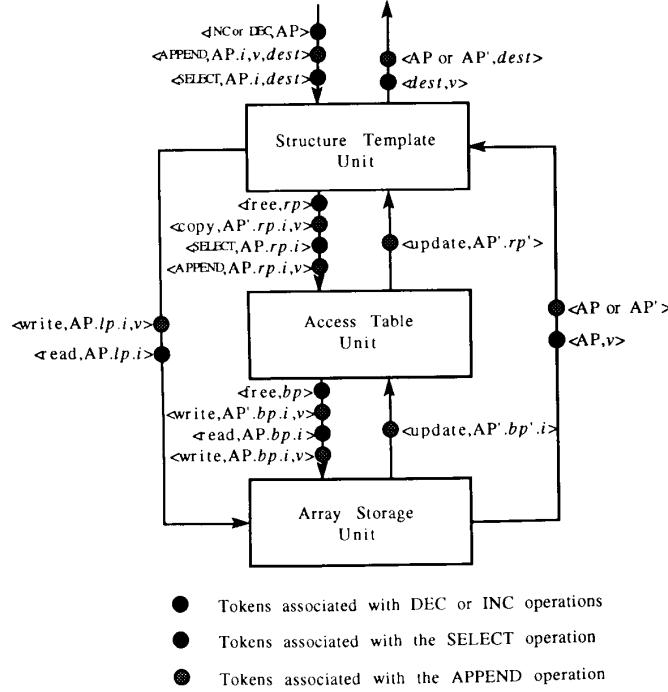 <INC or DEC,AP>
<APPEND,AP.i,v,dest>
<SELECT,AP.i,dest>
<AP or AP',dest>
<dest,v>
Structure Template
Unit
<free,rp>
<copy,AP'.rp.i,v>
<SELECT,AP.rp.i>
<APPEND,AP.rp.i,v>
<update,AP'.rp'>
<write,AP.lp.i,v>
<read,AP.lp.i>
Access Table
Unit
<AP or AP'>
<AP,v>
<free,bp>
<write,AP'.bp.i,v>
<read,AP.bp.i>
<write,AP.bp.i,v>
<update,AP'.bp'.i>
Array Storage
Unit
Tokens associated with DEC or INC operations
Tokens associated with the SELECT operation
Tokens associated with the APPEND operation